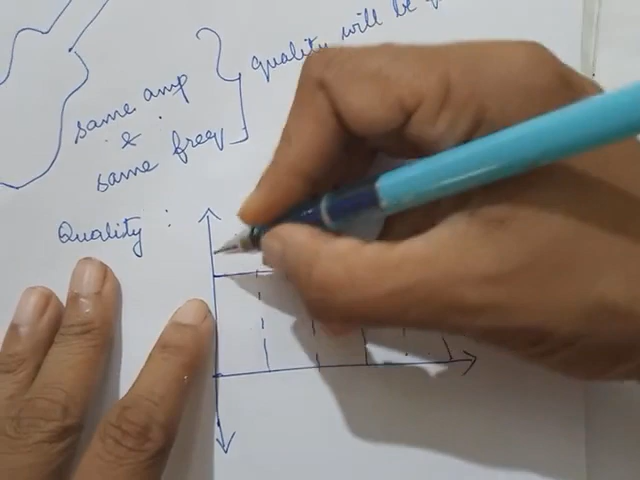 quality will be
same amp
&
same freq
Quality :